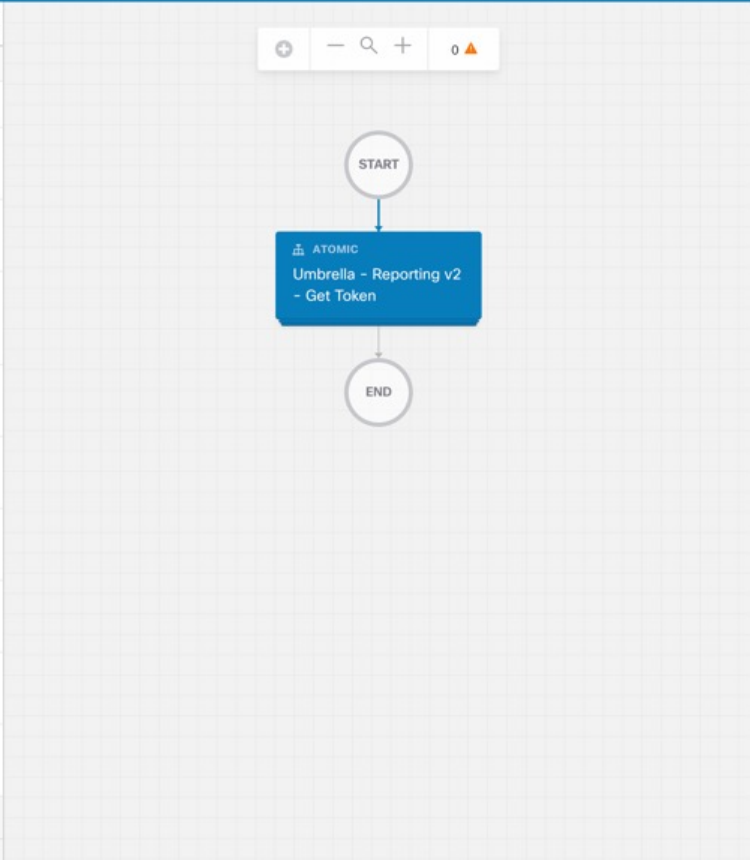 0
START
ATOMIC
Umbrella - Reporting v2
- Get Token
END